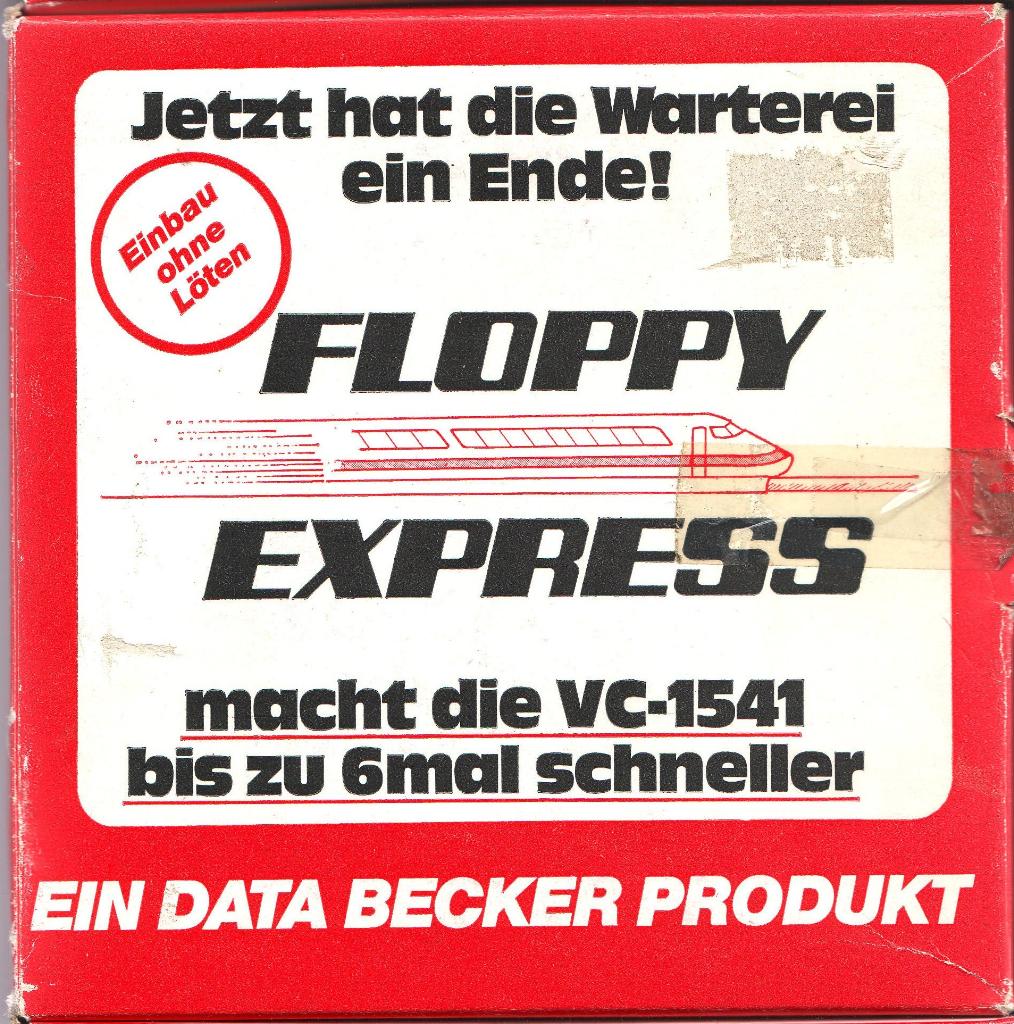 Jetzt hat die Warterei
ein Ende!
Einbau
ohne
Löten
FLOPPY
EXPRESS
macht die VC-1541
bis zu 6mal schneller
EIN DATA BECKER PRODUKT